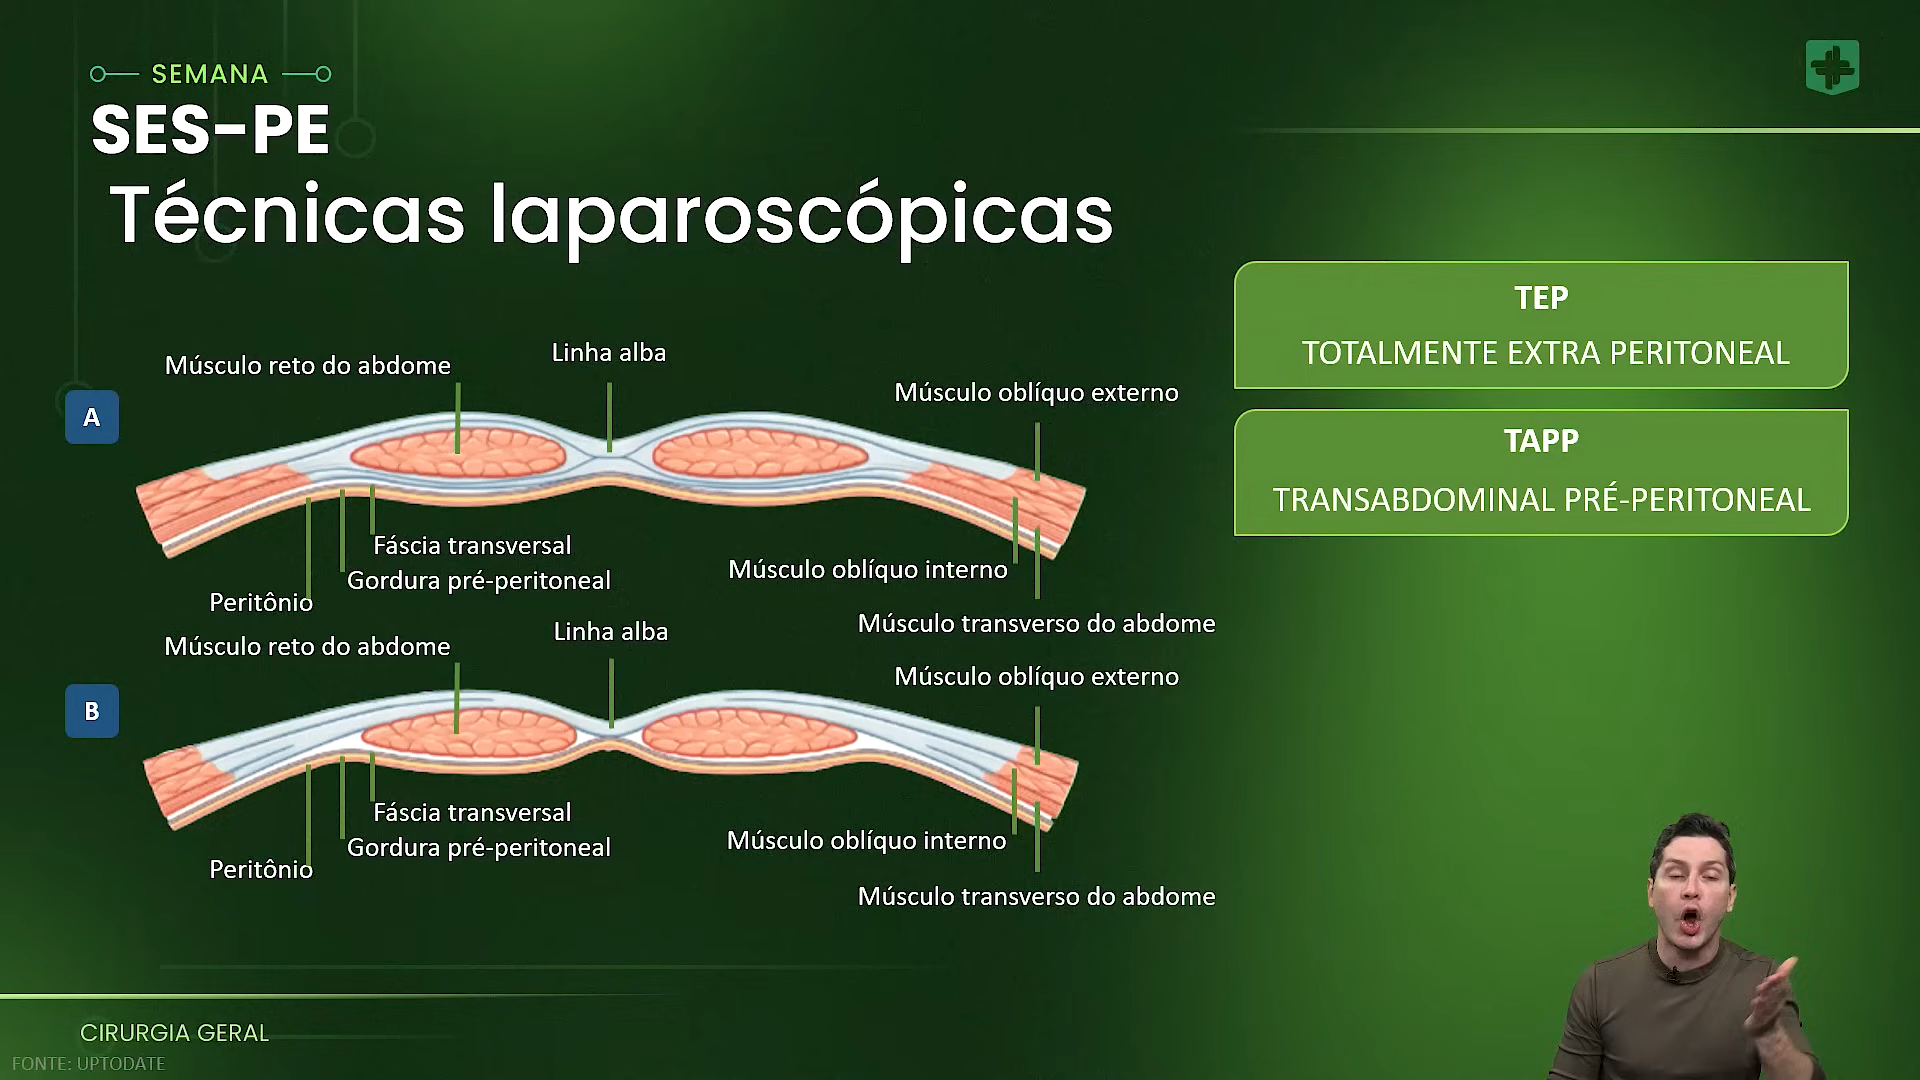 SEMANA
SES-PE
Técnicas laparoscópicas
TEP
TOTALMENTE EXTRA PERITONEAL
TAPP
TRANSABDOMINAL PRÉ-PERITONEAL
A
Músculo reto do abdome
Linha alba
Músculo oblíquo externo
Fáscia transversal
Gordura pré-peritoneal
Peritônio
Músculo oblíquo interno
Músculo transverso do abdome
B
Músculo reto do abdome
Linha alba
Músculo oblíquo externo
Fáscia transversal
Gordura pré-peritoneal
Peritônio
Músculo oblíquo interno
Músculo transverso do abdome
CIRURGIA GERAL
FONTE: UPTODATE